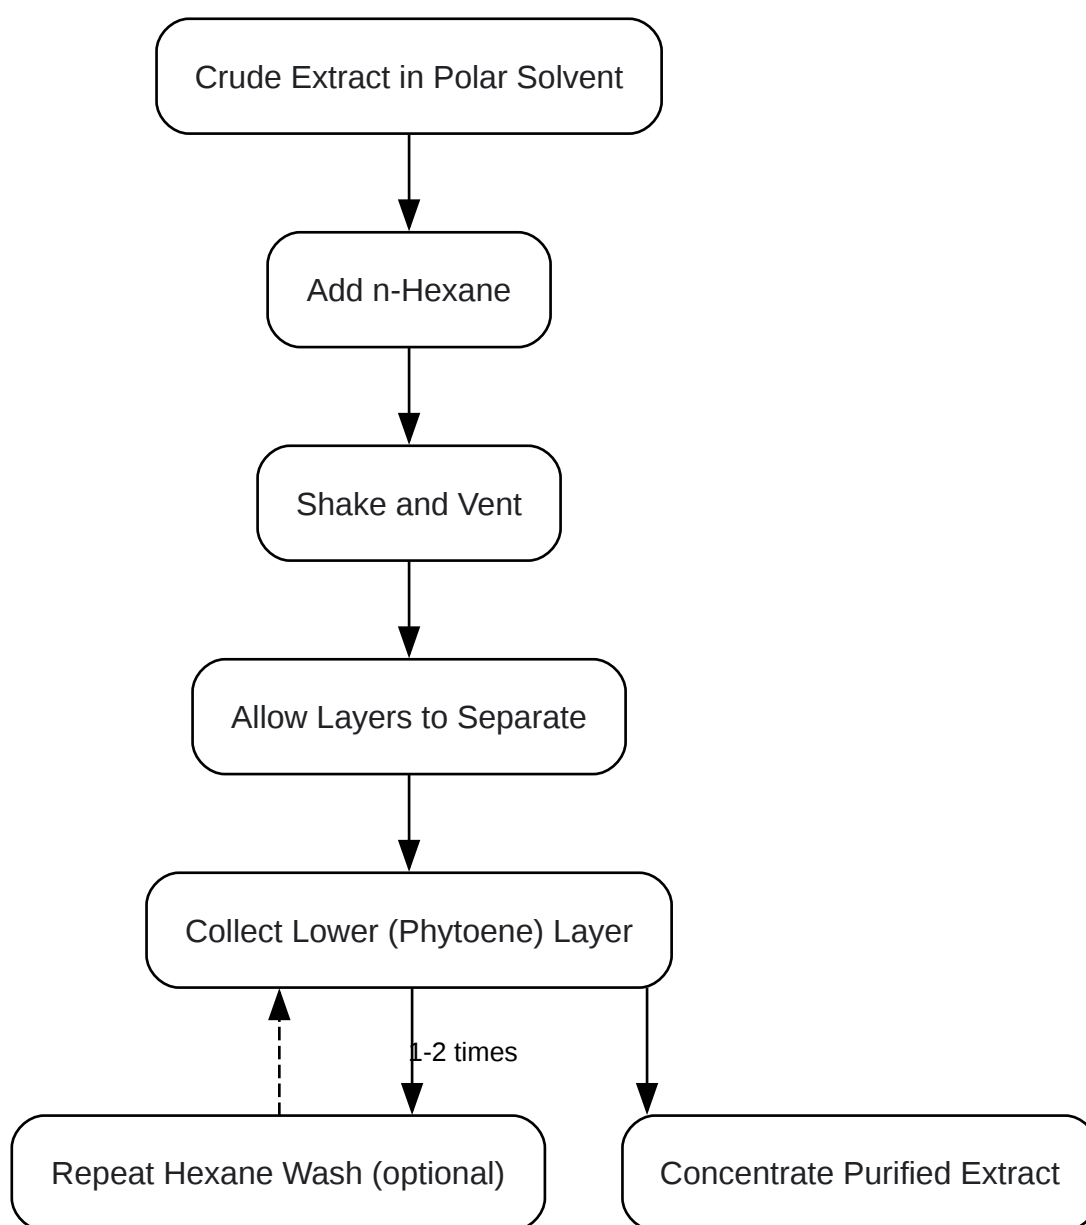 Crude Extract in Polar Solvent
Add n-Hexane
Shake and Vent
Allow Layers to Separate
Collect Lower (Phytoene) Layer
1-2 times
Repeat Hexane Wash (optional)
Concentrate Purified Extract